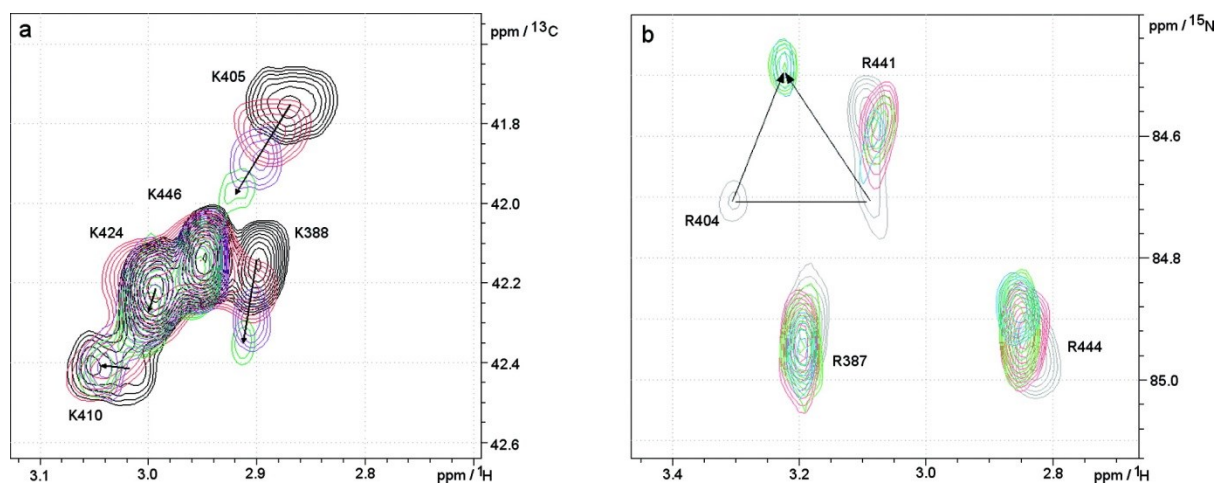 a
ppm / ¹³C
K405
41.8
42.0
K446
K424
K388
42.2
42.4
K410
42.6
3.1
3.0
2.9
ppm / ¹H
b
ppm / ¹⁵N
R441
84.6
R404
84.8
R387
R444
85.0
3.4
3.2
3.0
2.8
ppm / ¹H